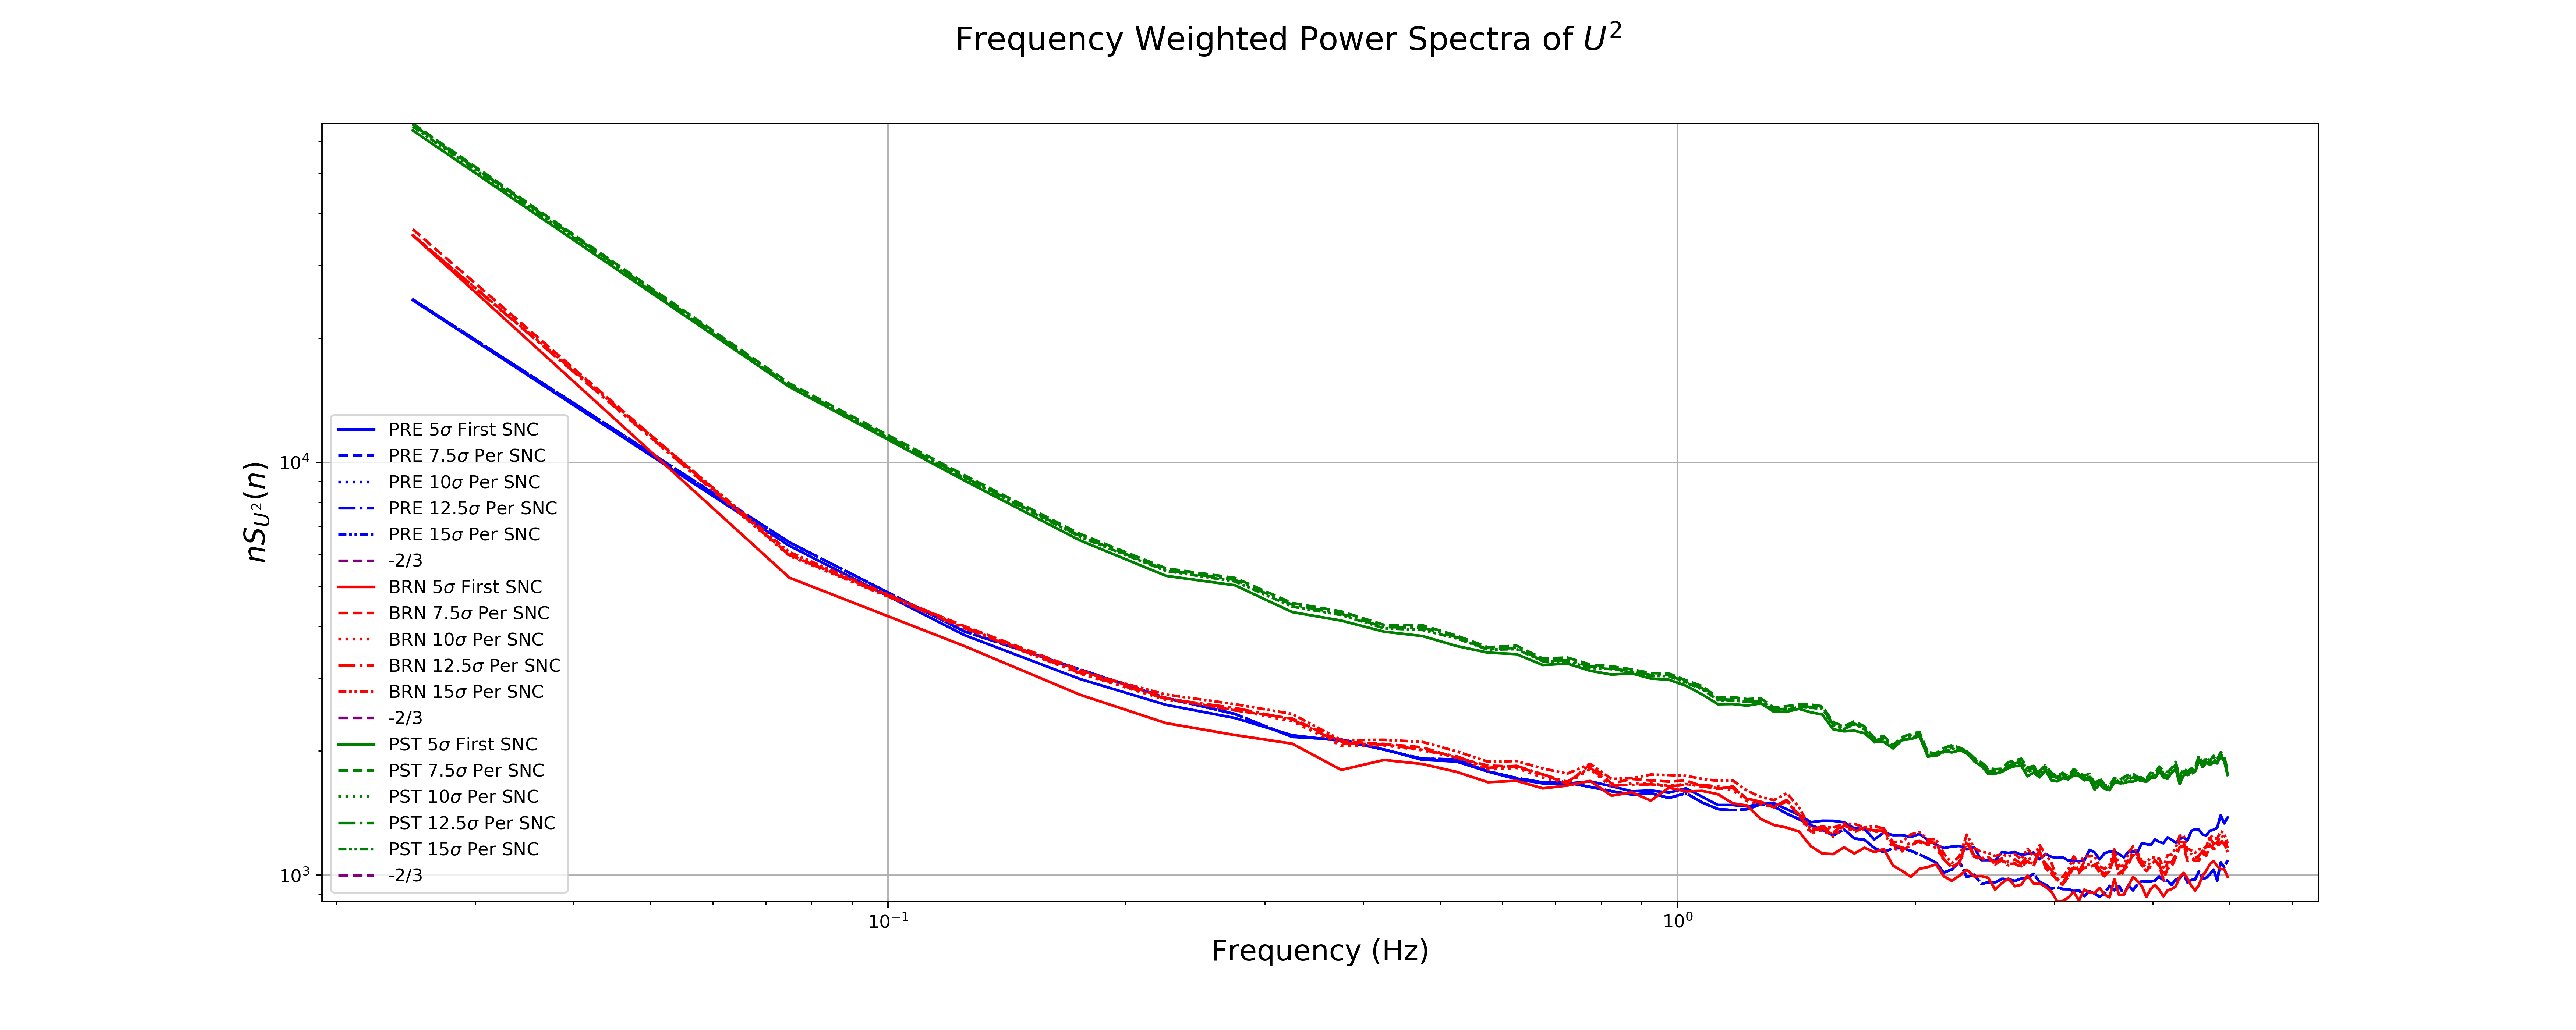 Frequency Weighted Power Spectra of U²
nS_U²(n)
10⁴
10³
PRE 5σ First SNC
PRE 7.5σ Per SNC
PRE 10σ Per SNC
PRE 12.5σ Per SNC
PRE 15σ Per SNC
-2/3
BRN 5σ First SNC
BRN 7.5σ Per SNC
BRN 10σ Per SNC
BRN 12.5σ Per SNC
BRN 15σ Per SNC
-2/3
PST 5σ First SNC
PST 7.5σ Per SNC
PST 10σ Per SNC
PST 12.5σ Per SNC
PST 15σ Per SNC
-2/3
10⁻¹
10⁰
Frequency (Hz)